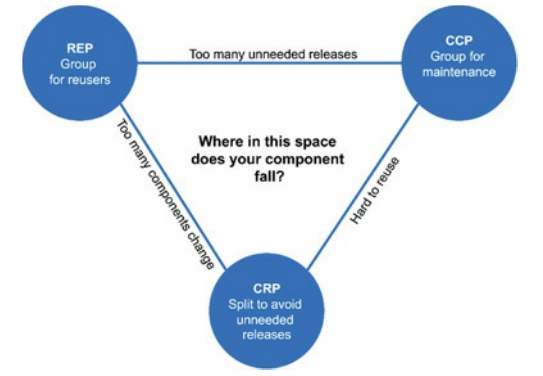 REP
Group
for reusers
Too many unneeded releases
CCP
Group for
maintenance
Too many components change
Where in this space
does your component
fall?
Hard to reuse
CRP
Split to avoid
unneeded
releases